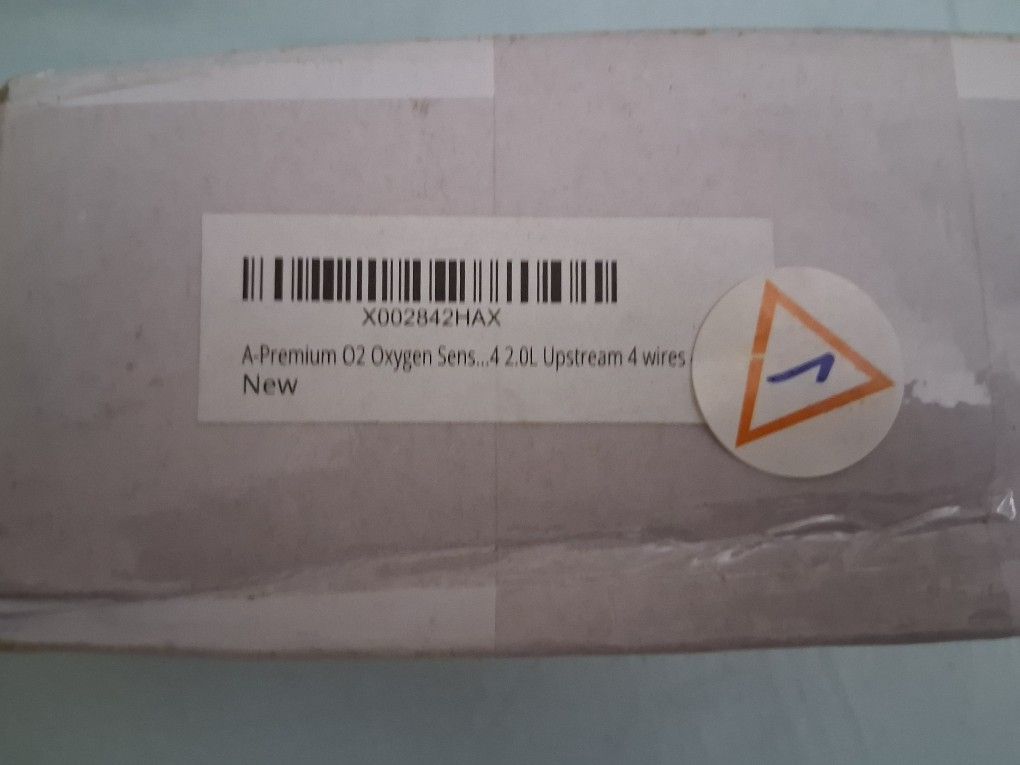 X002842HAX
A-Premium O2 Oxygen Sens...4 2.0L Upstream 4 wires
New